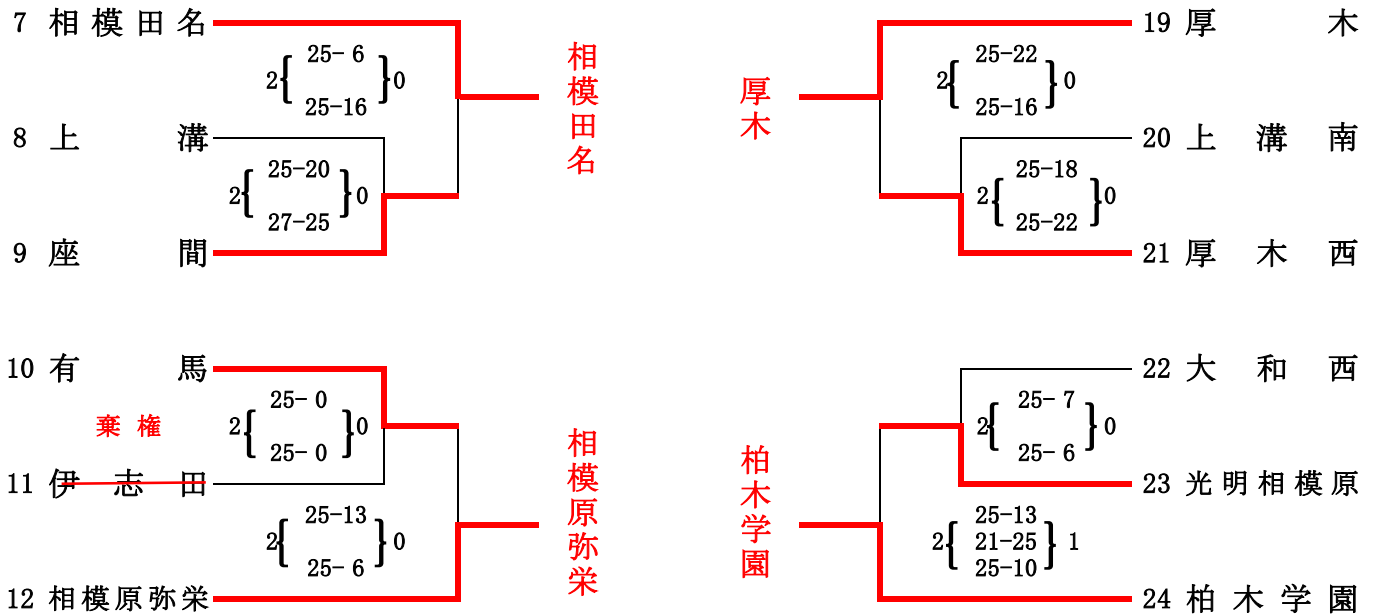 7 相模田名
25- 6
2{ }0
25-16
8 上溝
25-20
2{ }0
27-25
9 座間
相模田名
10 有馬
棄権
25- 0
2{ }0
25- 0
11 伊志田
25-13
2{ }0
25- 6
12 相模原弥栄
相模原弥栄
19 厚木
25-22
2{ }0
25-16
20 上溝南
25-18
2{ }0
25-22
21 厚木西
厚木
22 大和西
25- 7
2{ }0
25- 6
23 光明相模原
25-13
2{ 21-25 } 1
25-10
24 柏木学園
柏木学園